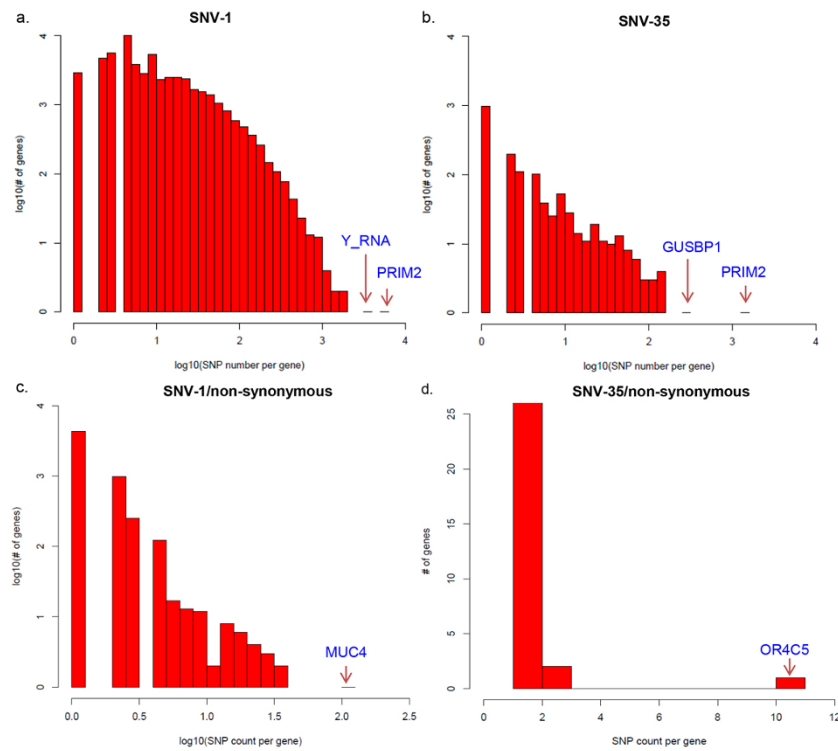 a.
SNV-1
log10(# of genes)
4
3
2
1
0
Y_RNA
PRIM2
0 1 2 3 4
log10(SNP number per gene)
b.
SNV-35
log10(# of genes)
4
3
2
1
0
GUSBP1
PRIM2
0 1 2 3 4
log10(SNP number per gene)
c.
SNV-1/non-synonymous
log10(# of genes)
4
3
2
1
0
MUC4
0.0 0.5 1.0 1.5 2.0 2.5
log10(SNP count per gene)
d.
SNV-35/non-synonymous
# of genes
25
20
15
10
5
0
OR4C5
0 2 4 6 8 10 12
SNP count per gene